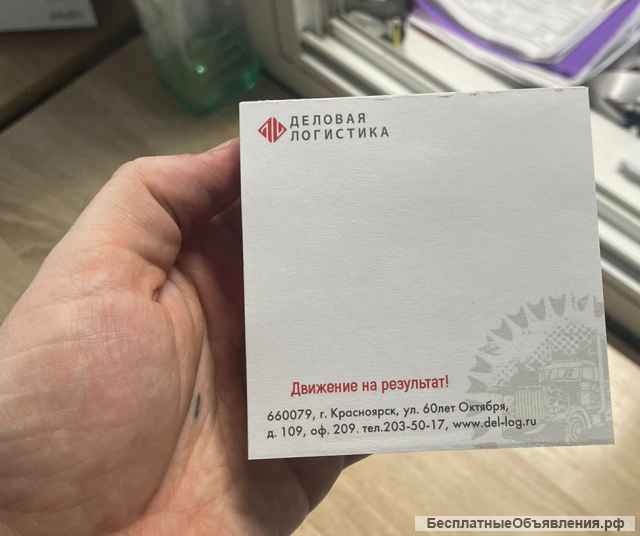 ДЕЛОВАЯ
ЛОГИСТИКА
Движение на результат!
660079, г. Красноярск, ул. 60лет Октября,
д. 109, оф. 209. тел.203-50-17, www.del-log.ru
БесплатныеОбъявления.рф